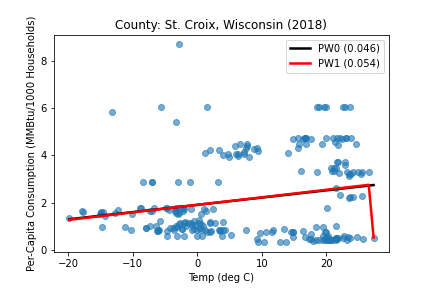 County: St. Croix, Wisconsin (2018)
PW0 (0.046)
PW1 (0.054)
Per-Capita Consumption (MMBtu/1000 Households)
8
6
4
2
0
−20
−10
0
10
20
Temp (deg C)